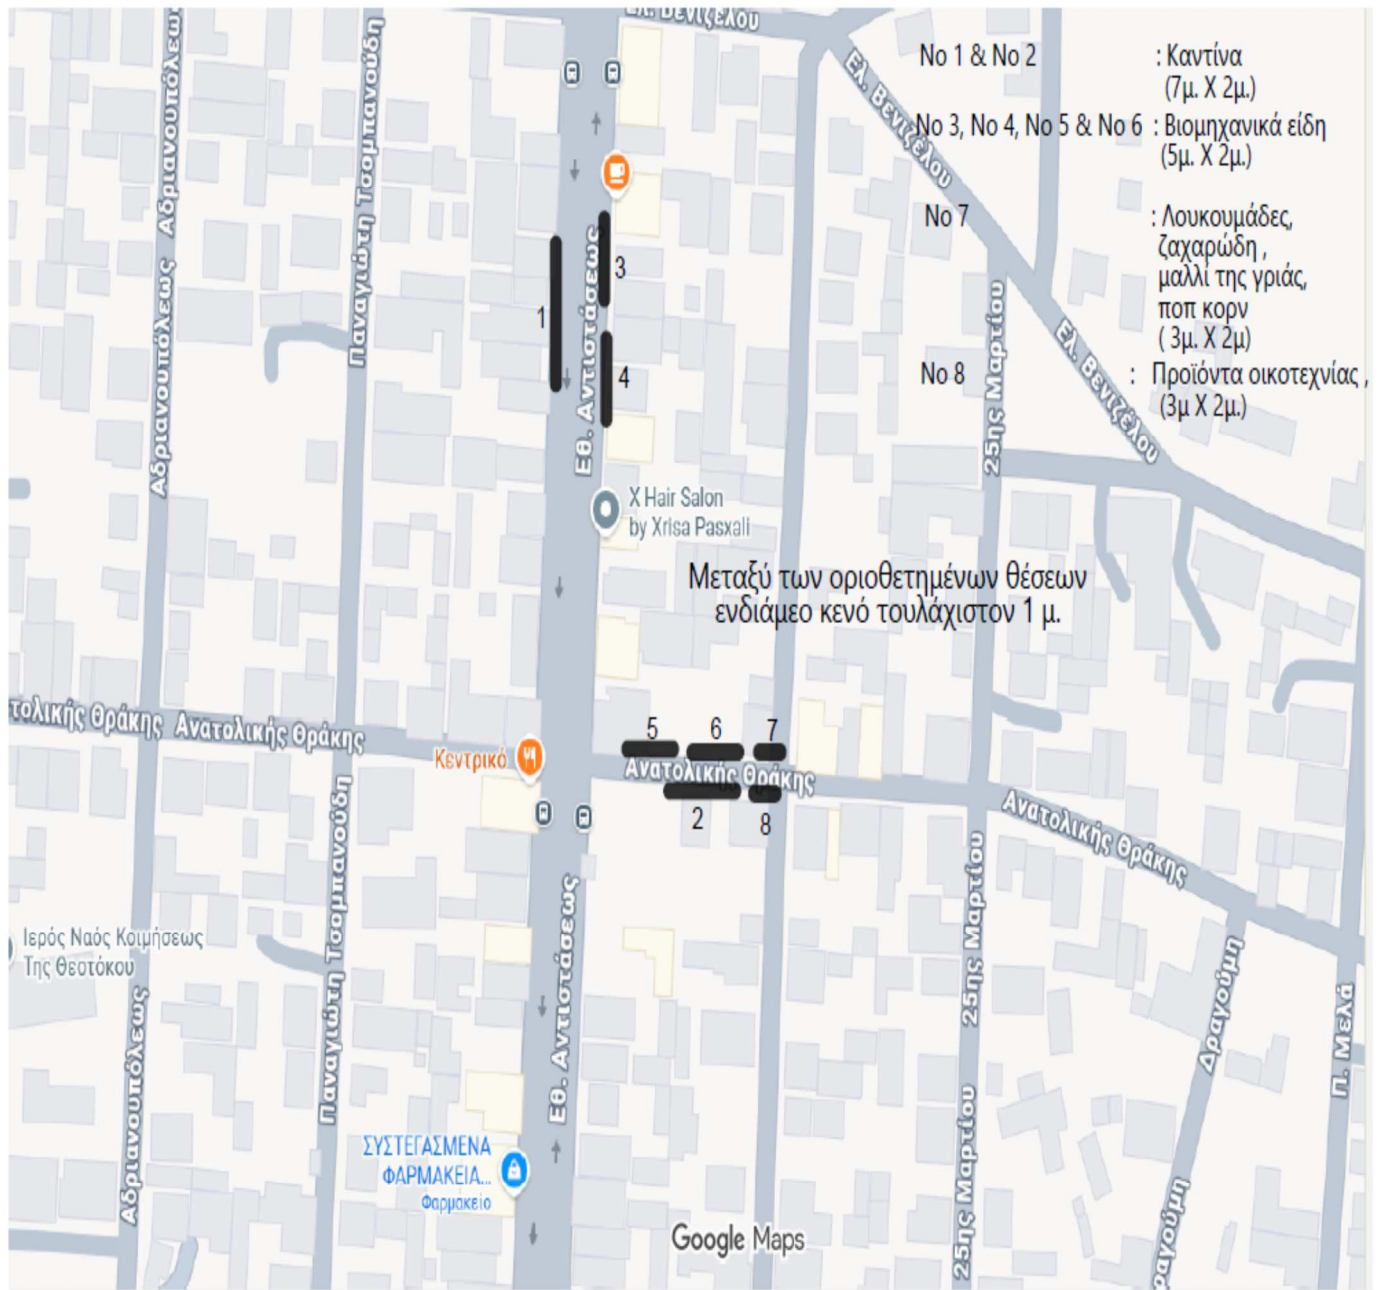 Ελ. Βενιζέλου
No 1 & No 2 : Καντίνα
(7μ. Χ 2μ.)
No 3, No 4, No 5 & No 6 : Βιομηχανικά είδη
(5μ. Χ 2μ.)
No 7 : Λουκουμάδες,
ζαχαρώδη ,
μαλλί της γριάς,
ποπ κορν
( 3μ. Χ 2μ)
No 8 : Προϊόντα οικοτεχνίας ,
(3μ Χ 2μ.)
Ελ. Βενιζέλου
Ελ. Βενιζέλου
Αδριανουπόλεως
Αδριανουπόλεως
Παναγιώτη Τσομπανούδη
Εθ. Αντιστάσεως
25ης Μαρτίου
1
3
4
X Hair Salon
by Xrisa Pasxali
Μεταξύ των οριοθετημένων θέσεων
ενδιάμεο κενό τουλάχιστον 1 μ.
τολικής Θράκης
Ανατολικής Θράκης
Κεντρικό
5
6
7
Ανατολικής Θράκης
2
8
Ανατολικής Θράκης
Παναγιώτη Τσομπανούδη
Εθ. Αντιστάσεως
25ης Μαρτίου
Ιερός Ναός Κοιμήσεως
Της Θεοτόκου
Αδριανουπόλεως
Δραγούμη
Π. Μελά
25ης Μαρτίου
ΣΥΣΤΕΓΑΣΜΕΝΑ
ΦΑΡΜΑΚΕΙΑ...
Φαρμακείο
ραγούμη
Google Maps